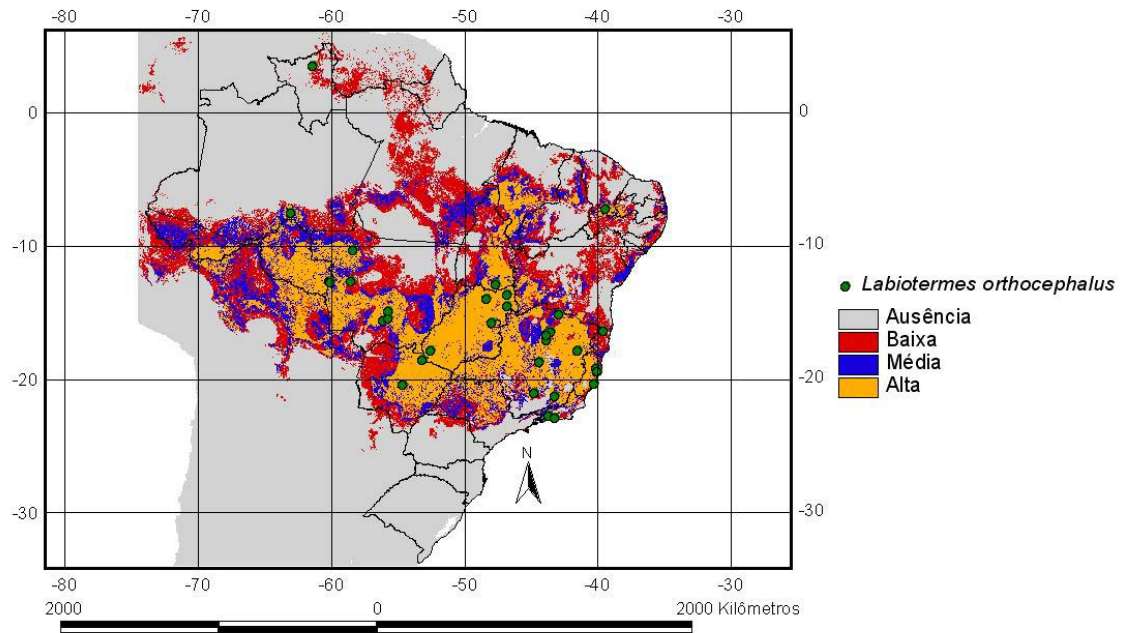 -80 -70 -60 -50 -40 -30
0 0
-10 -10
-20 -20
-30 -30
N
-80 -70 -60 -50 -40 -30
2000 0 2000 Kilômetros
Labiotermes orthocephalus
Ausência
Baixa
Média
Alta